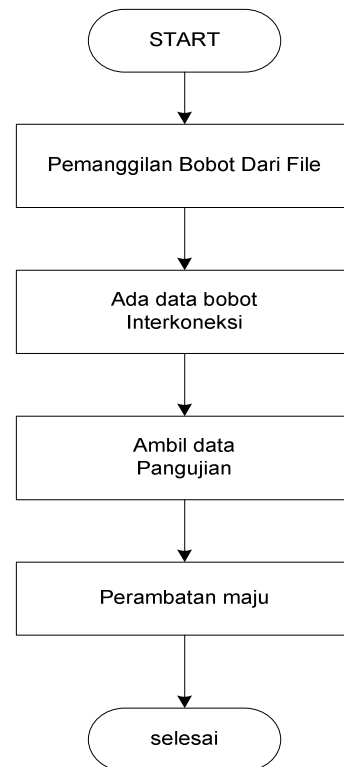 START
Pemanggilan Bobot Dari File
Ada data bobot
Interkoneksi
Ambil data
Pangujian
Perambatan maju
selesai